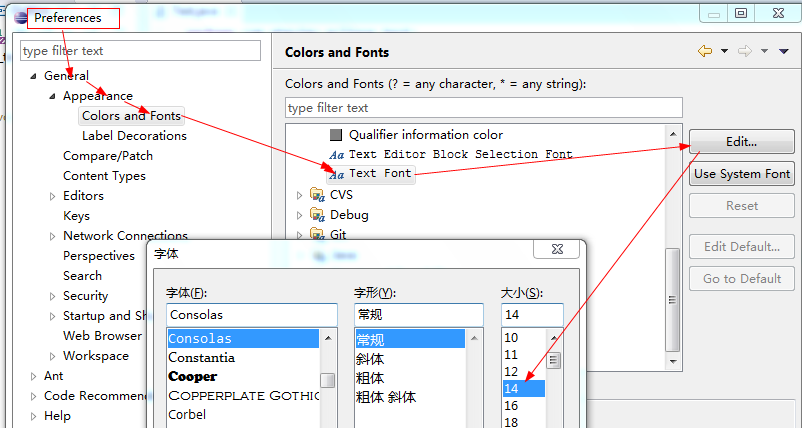 Preferences
type filter text
General
Appearance
Colors and Fonts
Label Decorations
Compare/Patch
Content Types
Editors
Keys
Network Connections
Perspectives
Search
Security
Startup and Sh
Web Browser
Workspace
Ant
Code Recommen
Help
Colors and Fonts
Colors and Fonts (? = any character, * = any string):
type filter text
Qualifier information color
Aa Text Editor Block Selection Font
Aa Text Font
CVS
Debug
Git
Edit...
Use System Font
Reset
Edit Default...
Go to Default
字体
字体(F):
Consolas
Consolas
Constantia
Cooper
COPPERPLATE GOTHIC
Corbel
字形(Y):
常规
常规
斜体
粗体
粗体 斜体
大小(S):
14
10
11
12
14
16
18